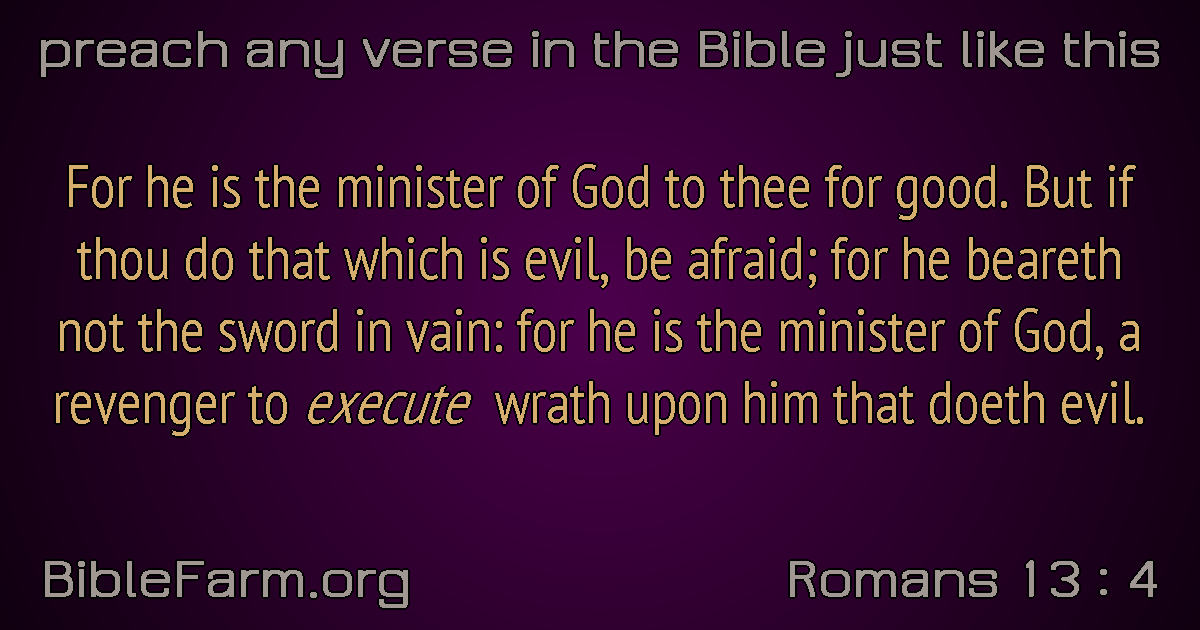 preach any verse in the Bible just like this
For he is the minister of God to thee for good. But if
thou do that which is evil, be afraid; for he beareth
not the sword in vain: for he is the minister of God, a
revenger to execute wrath upon him that doeth evil.
BibleFarm.org
Romans 13 : 4